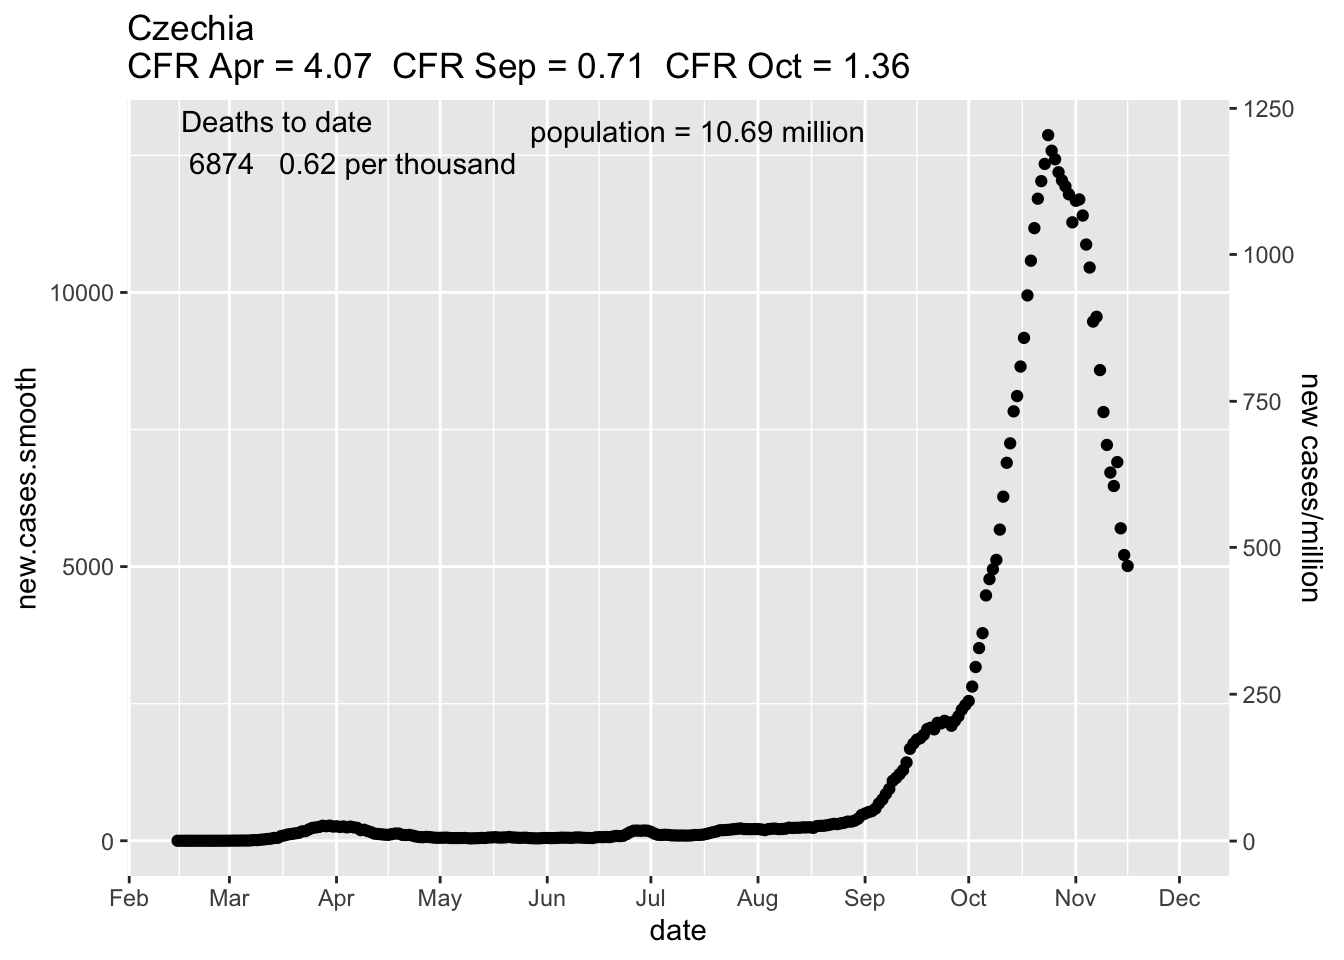 Czechia
CFR Apr = 4.07  CFR Sep = 0.71  CFR Oct = 1.36
Deaths to date
population = 10.69 million
6874   0.62 per thousand
new.cases.smooth
10000
5000
0
1250
1000
750
500
250
0
new cases/million
Feb Mar Apr May Jun Jul Aug Sep Oct Nov Dec
date